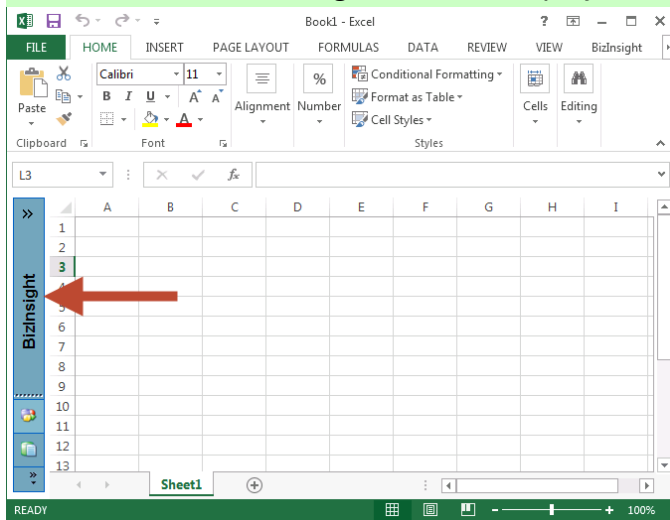 Book1 - Excel
FILE HOME INSERT PAGE LAYOUT FORMULAS DATA REVIEW VIEW BizInsight
Calibri 11 % Conditional Formatting
Paste B I U A A Alignment Number Format as Table Cells Editing
A Cell Styles
Clipboard Font Styles
L3 fx
A B C D E F G H I
1
2
3
5
6
7
8
9
10
11
12
13
BizInsight
Sheet1
READY 100%